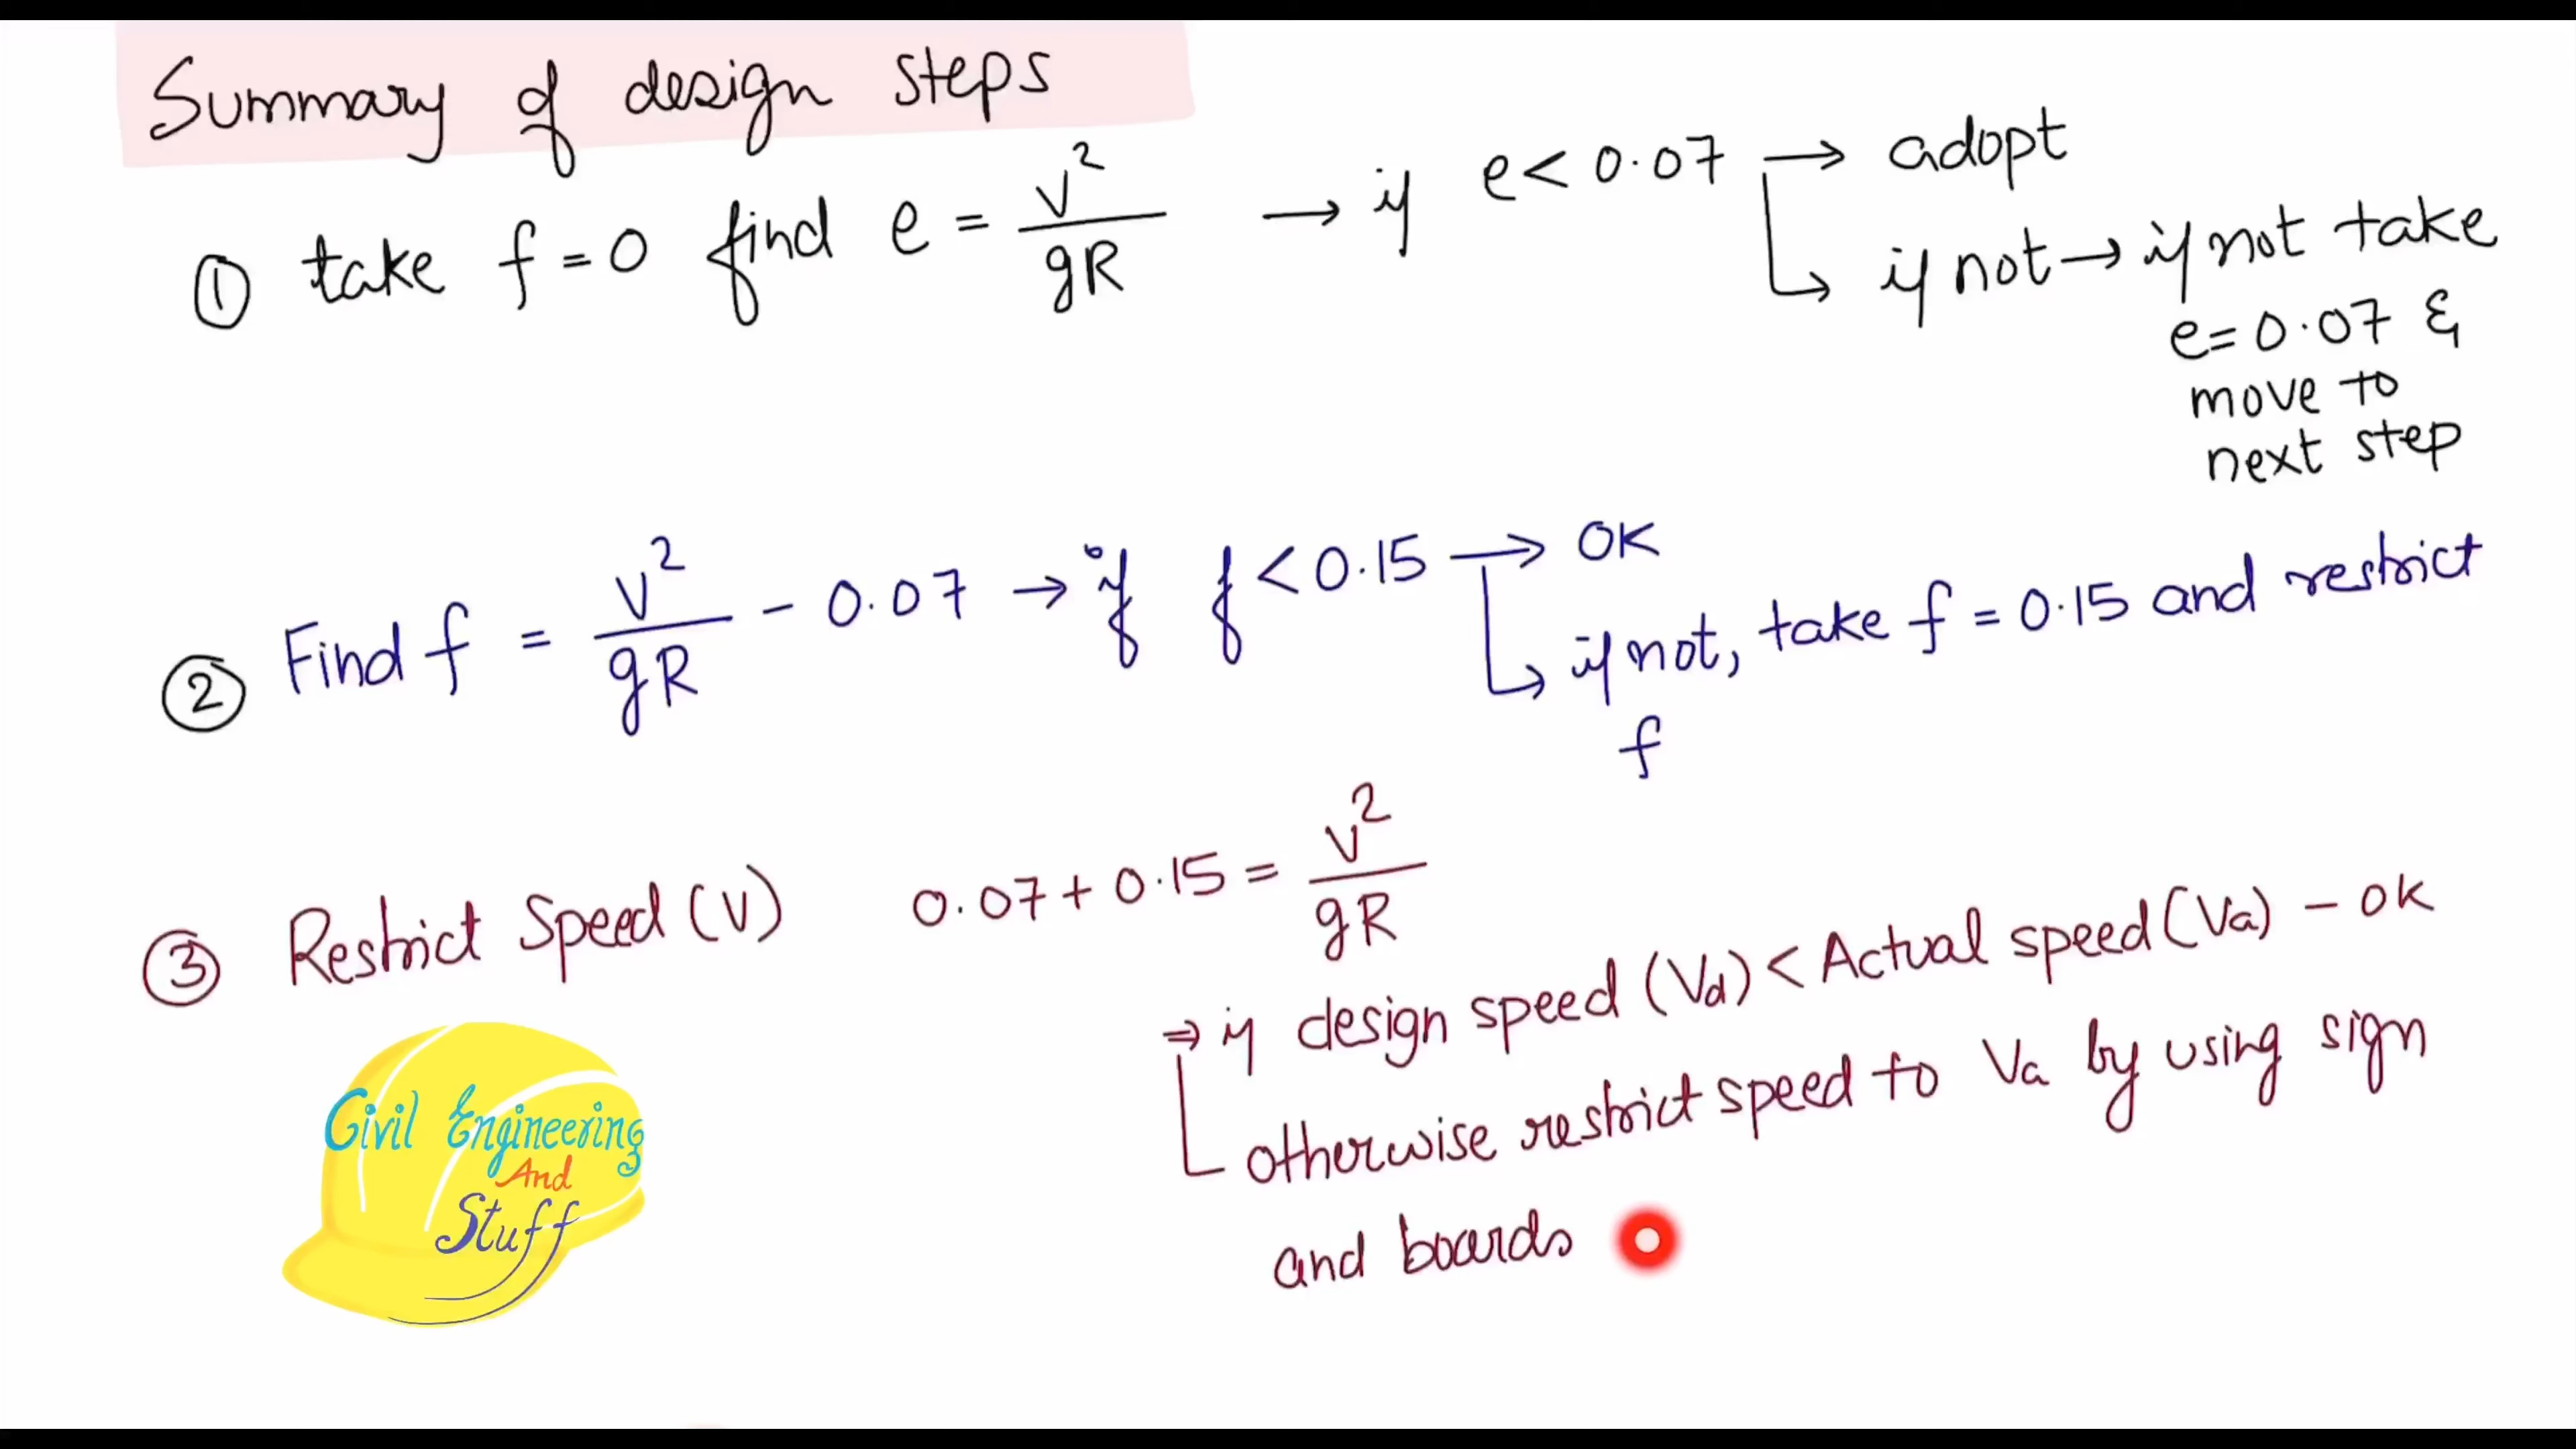 Summary of design steps
① take f = 0 find e = V²/gR → if e < 0.07 → adopt
↳ if not → if not take
e = 0.07 &
move to
next step
② Find f = V²/gR - 0.07 → if f < 0.15 → OK
↳ if not, take f = 0.15 and restrict
f
③ Restrict Speed (V) 0.07 + 0.15 = V²/gR
⇒ if design speed (Vd) < Actual speed (Va) - OK
otherwise restrict speed to Va by using sign
and boards
Civil Engineering
And
Stuff